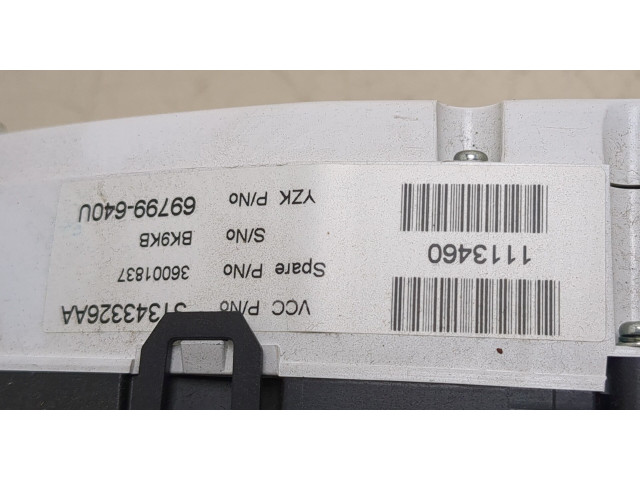 VCC P/No 31343326AA
Spare P/No 36001837
S/No BK9KB
YZK P/No 69799-640U
1113460